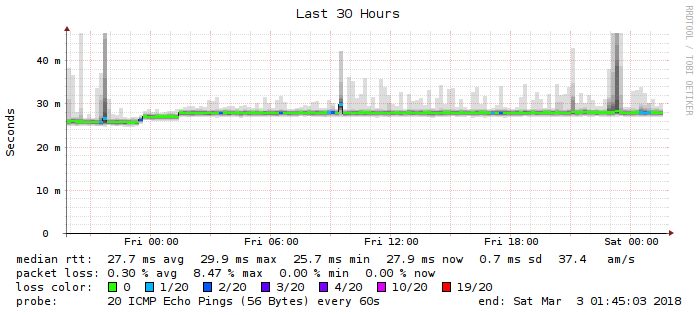 Last 30 Hours
RRDTOOL / TOBI OETIKER
Seconds
40 m
30 m
20 m
10 m
0
Fri 00:00 Fri 06:00 Fri 12:00 Fri 18:00 Sat 00:00
median rtt: 27.7 ms avg 29.9 ms max 25.7 ms min 27.9 ms now 0.7 ms sd 37.4 am/s
packet loss: 0.30 % avg 8.47 % max 0.00 % min 0.00 % now
loss color: 0 1/20 2/20 3/20 4/20 10/20 19/20
probe: 20 ICMP Echo Pings (56 Bytes) every 60s end: Sat Mar 3 01:45:03 2018